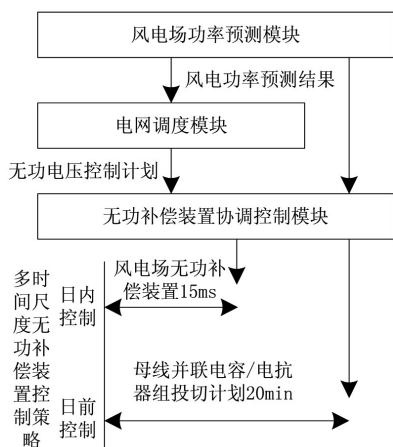 风电场功率预测模块
风电功率预测结果
电网调度模块
无功电压控制计划
无功补偿装置协调控制模块
风电场无功补
偿装置15ms
多时
间尺
度无
功补
偿装
置控
制策
略
日内
控制
母线并联电容/电抗
器组投切计划20min
日前
控制